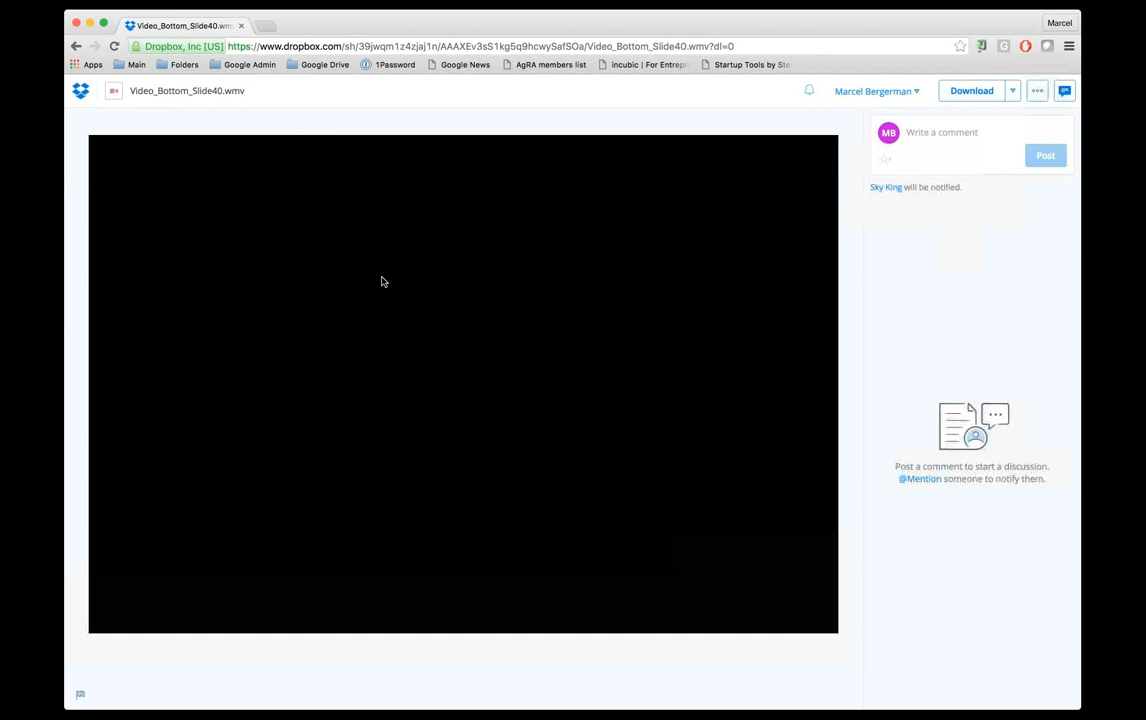 Video_Bottom_Slide40.wm
Marcel
Dropbox, Inc [US] https://www.dropbox.com/sh/39jwqm1z4zjaj1n/AAAXEv3sS1kg5q9hcwySafSOa/Video_Bottom_Slide40.wmv?dl=0
Apps Main Folders Google Admin Google Drive 1Password Google News AgRA members list incubic | For Entrepr Startup Tools by Ste
Video_Bottom_Slide40.wmv
Marcel Bergerman
Download
MB Write a comment
Post
Sky King will be notified.
Post a comment to start a discussion.
@Mention someone to notify them.